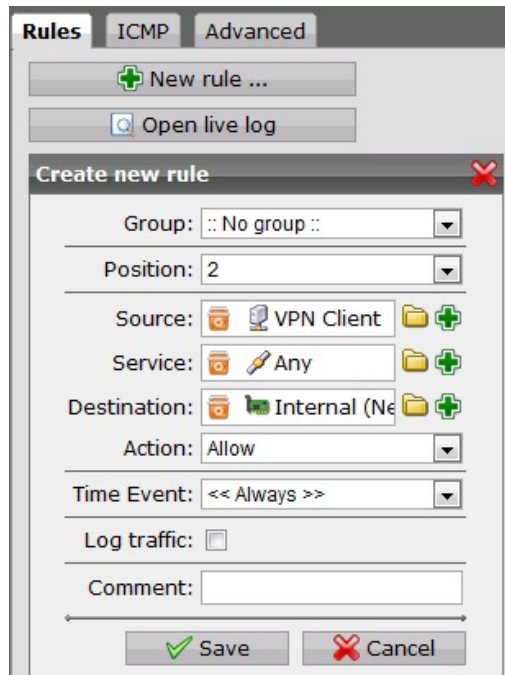 Rules ICMP Advanced
New rule ...
Open live log
Create new rule
Group: :: No group ::
Position: 2
Source: VPN Client
Service: Any
Destination: Internal (Ne
Action: Allow
Time Event: << Always >>
Log traffic:
Comment:
Save Cancel